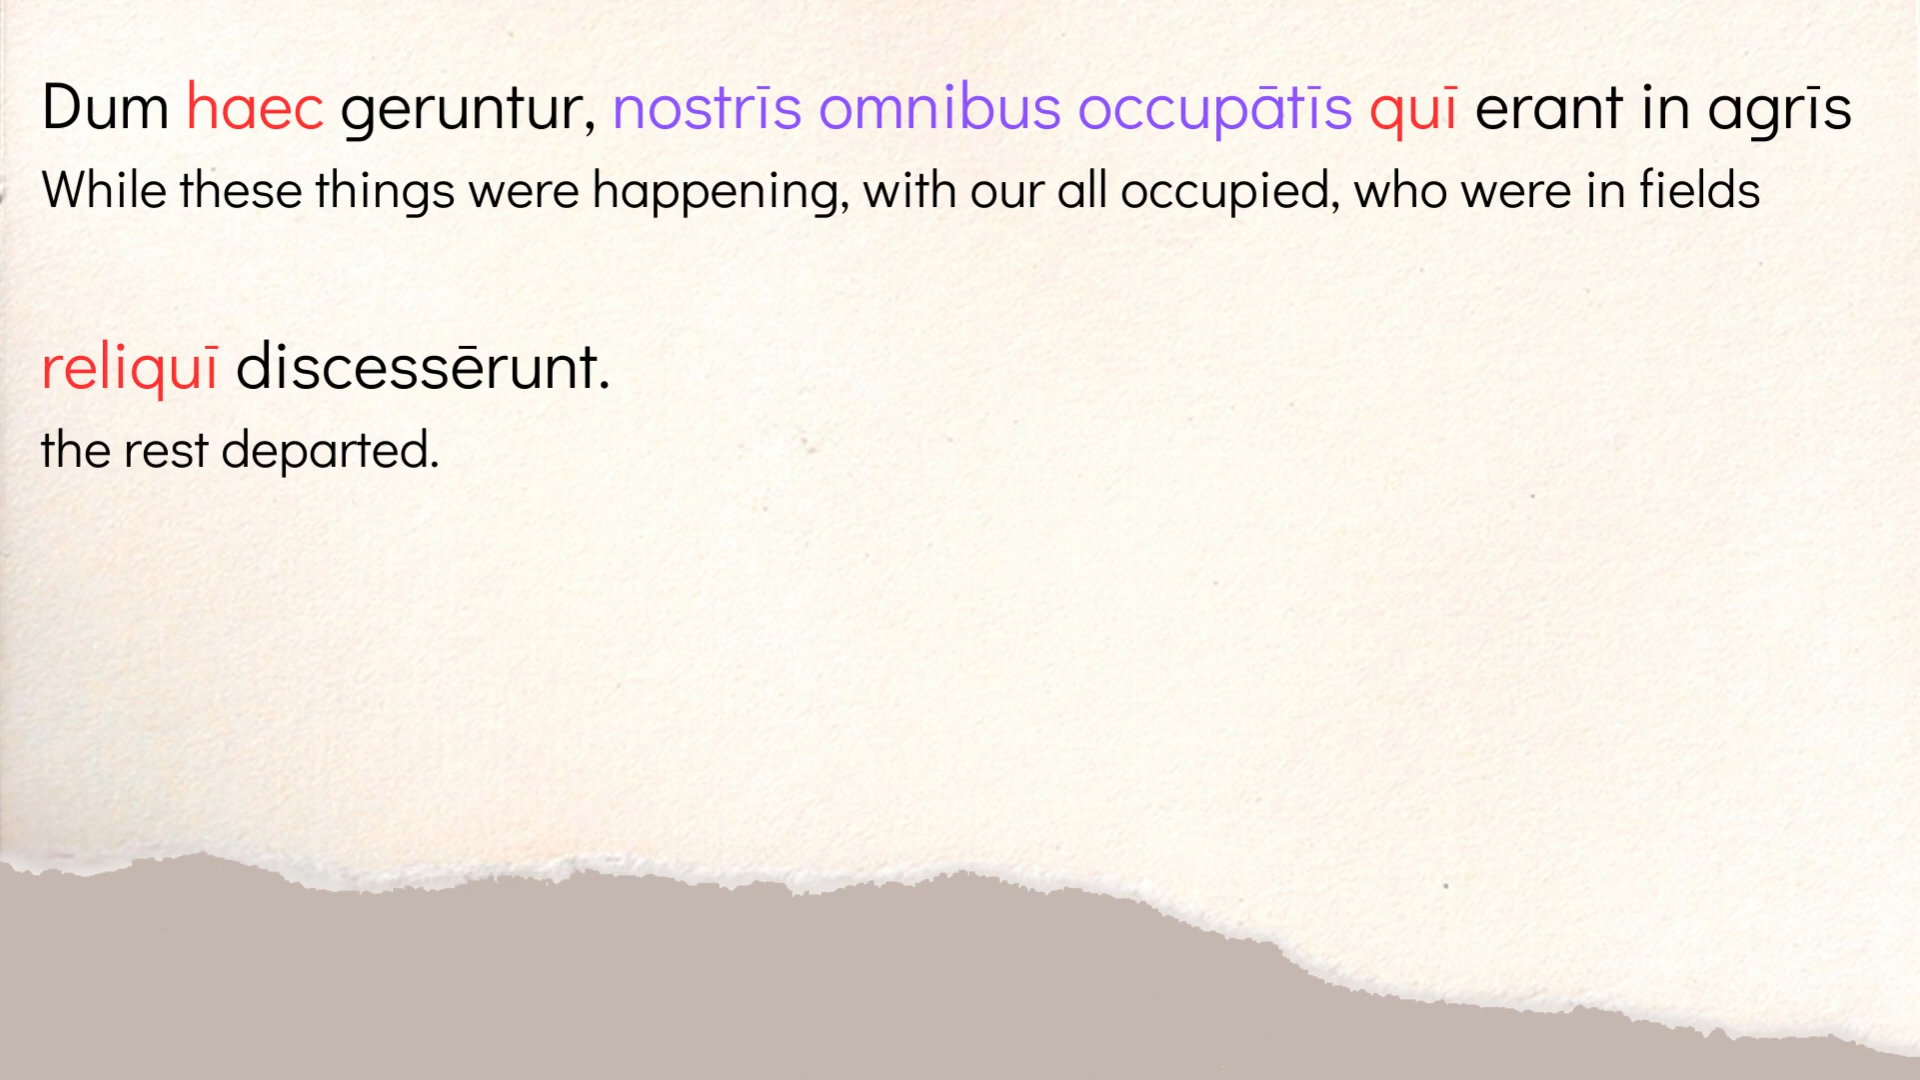 Dum haec geruntur, nostrīs omnibus occupātīs quī erant in agrīs
While these things were happening, with our all occupied, who were in fields
reliquī discessērunt.
the rest departed.